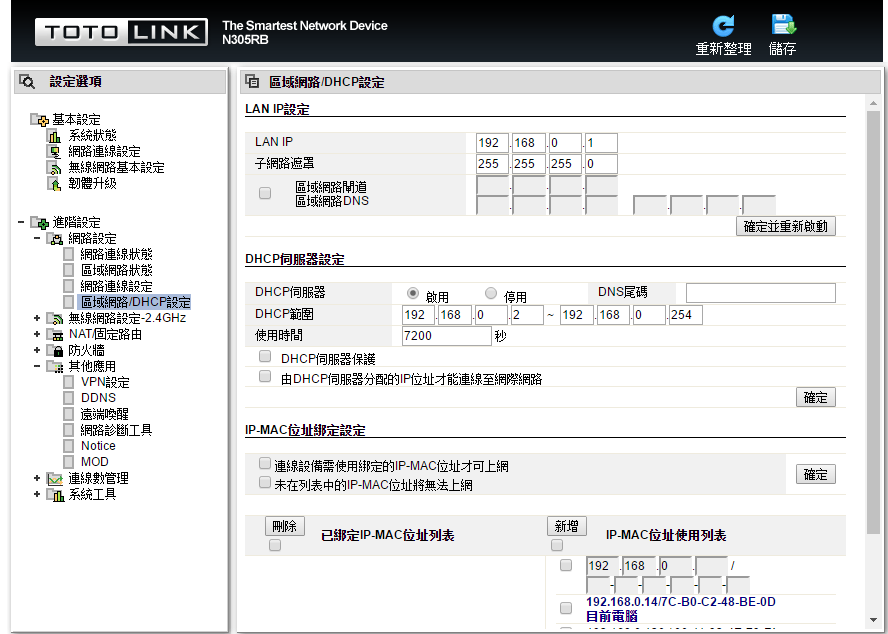 TOTO LINK
The Smartest Network Device
N305RB
重新整理 儲存
設定選項
基本設定
系統狀態
網路連線設定
無線網路基本設定
韌體升級
進階設定
網路設定
網路連線狀態
區域網路狀態
網路連線設定
區域網路/DHCP設定
無線網路設定-2.4GHz
NAT/固定路由
防火牆
其他應用
VPN設定
DDNS
遠端喚醒
網路診斷工具
Notice
MOD
連線數管理
系統工具
區域網路/DHCP設定
LAN IP設定
LAN IP 192 . 168 . 0 . 1
子網路遮罩 255 . 255 . 255 . 0
區域網路閘道
區域網路DNS
確定並重新啟動
DHCP伺服器設定
DHCP伺服器 啟用 停用 DNS尾碼
DHCP範圍 192 . 168 . 0 . 2 ~ 192 . 168 . 0 . 254
使用時間 7200 秒
DHCP伺服器保護
由DHCP伺服器分配的IP位址才能連線至網際網路
確定
IP-MAC位址綁定設定
連線設備需使用綁定的IP-MAC位址才可上網
未在列表中的IP-MAC位址將無法上網
確定
刪除 已綁定IP-MAC位址列表
新增 IP-MAC位址使用列表
192 . 168 . 0 . /
192.168.0.14/7C-B0-C2-48-BE-0D
目前電腦